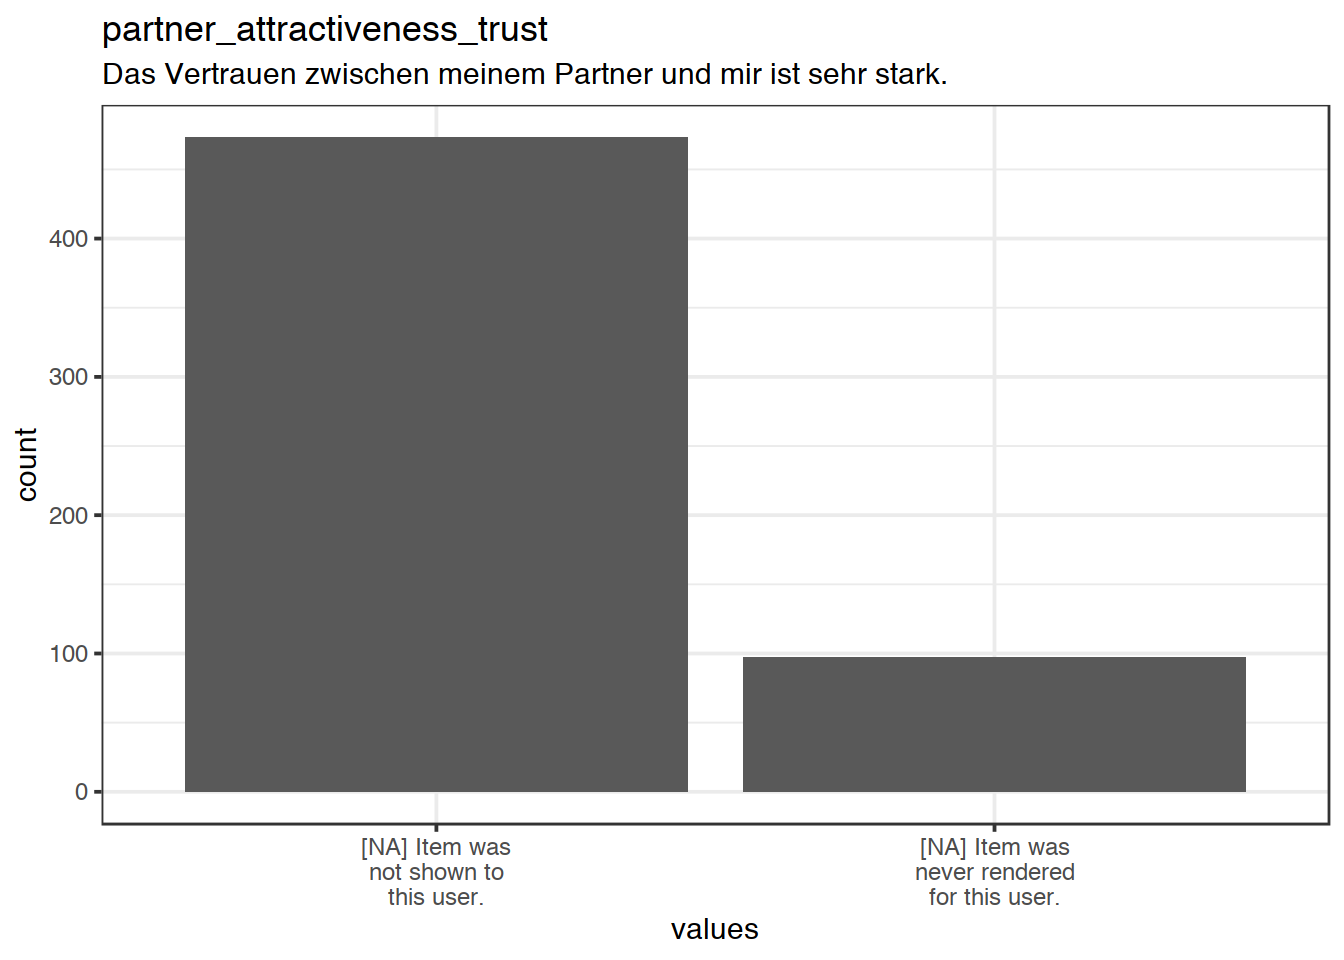 partner_attractiveness_trust
Das Vertrauen zwischen meinem Partner und mir ist sehr stark.
count
400
300
200
100
0
[NA] Item was
not shown to
this user.
[NA] Item was
never rendered
for this user.
values